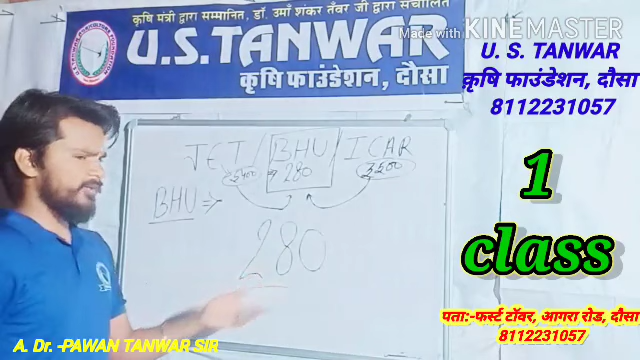 कृषि मंत्री द्वारा सम्मानित, डॉ. उमाँ शंकर तँवर जी द्वारा संचालित
Made with KINEMASTER
U.S.TANWAR
कृषि फाउंडेशन, दौसा
U. S. TANWAR
कृषि फाउंडेशन, दौसा
8112231057
JET / BHU / ICAR
280
BHU ⇒
280
1
class
पता:-फर्स्ट टॉवर, आगरा रोड, दौसा
8112231057
A. Dr. -PAWAN TANWAR SIR